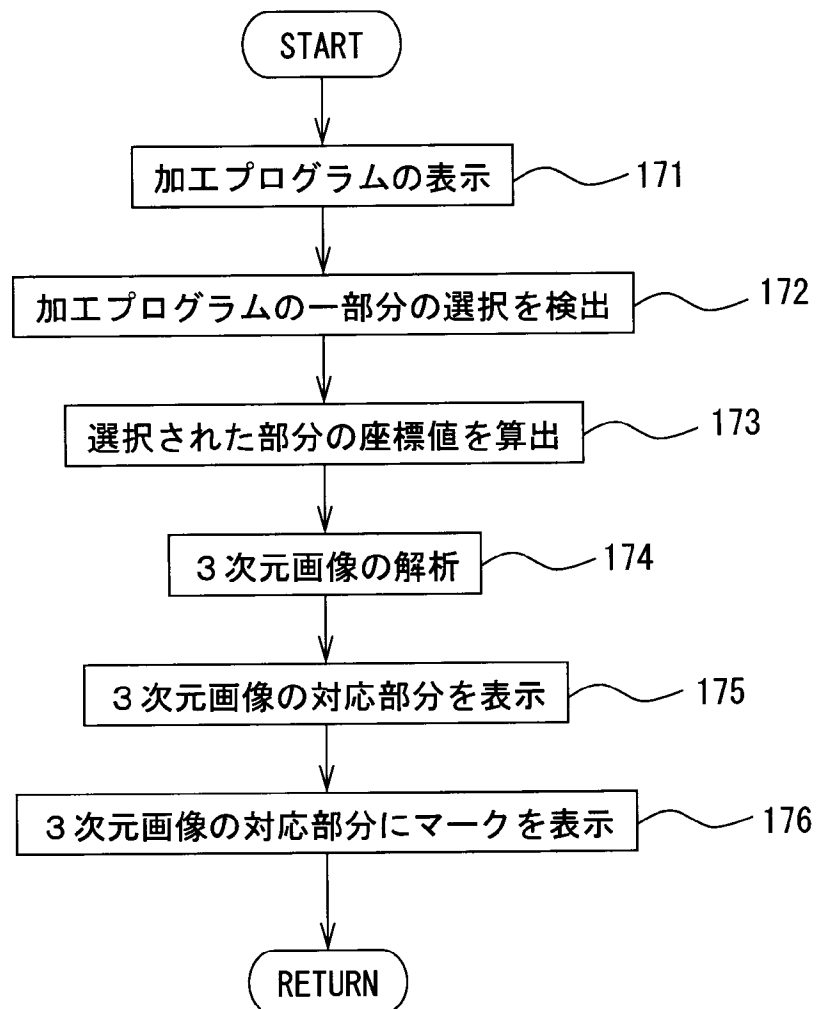 START
加工プログラムの表示
171
加工プログラムの一部分の選択を検出
172
選択された部分の座標値を算出
173
３次元画像の解析
174
３次元画像の対応部分を表示
175
３次元画像の対応部分にマークを表示
176
RETURN